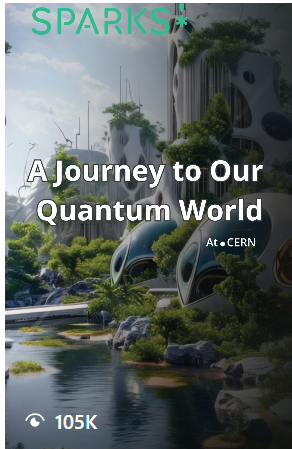 SPARKS*
A Journey to Our
Quantum World
At•CERN
105K